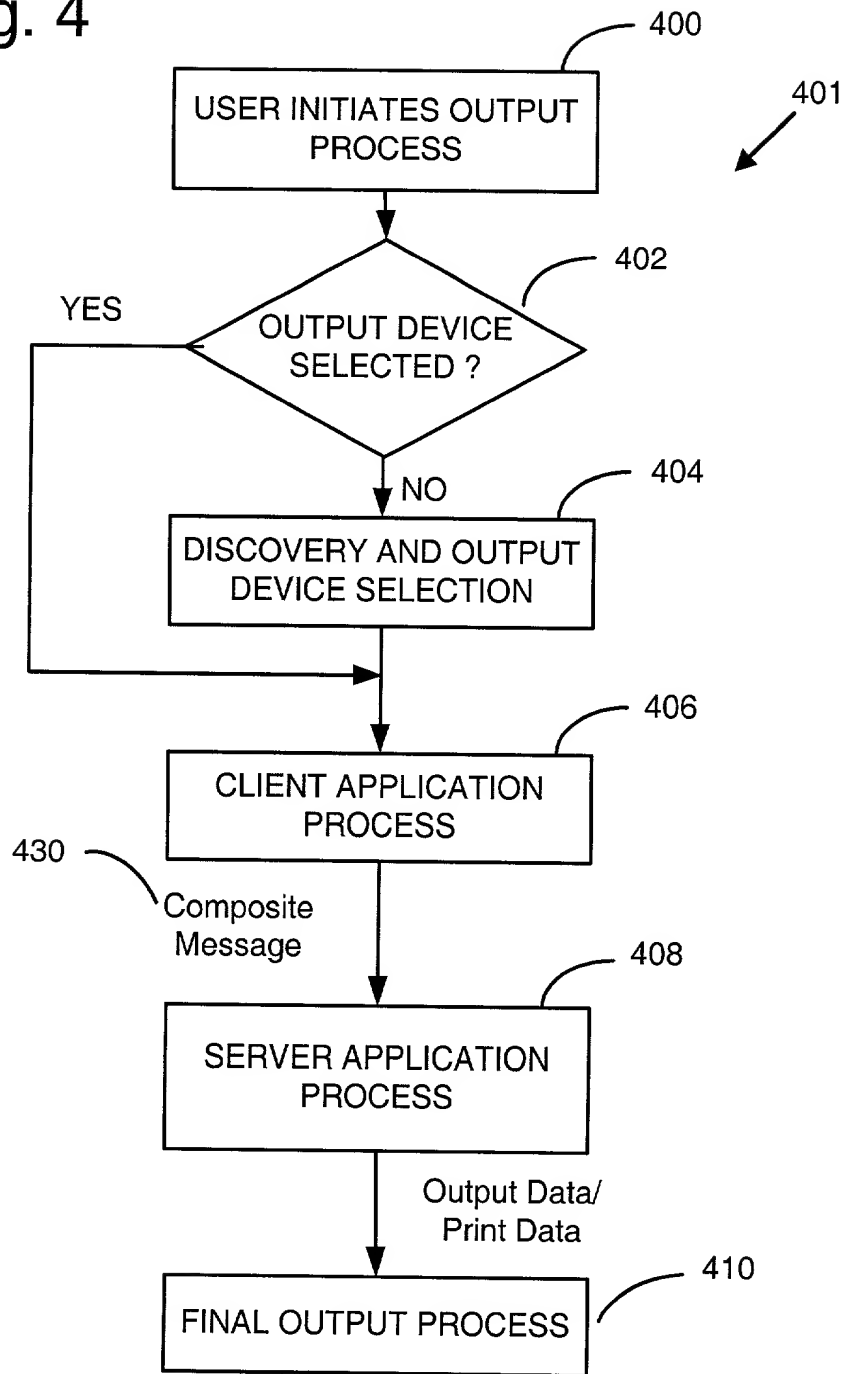 g. 4
400
USER INITIATES OUTPUT
PROCESS
401
402
YES
OUTPUT DEVICE
SELECTED ?
404
NO
DISCOVERY AND OUTPUT
DEVICE SELECTION
406
CLIENT APPLICATION
PROCESS
430
Composite
Message
408
SERVER APPLICATION
PROCESS
Output Data/
Print Data
410
FINAL OUTPUT PROCESS